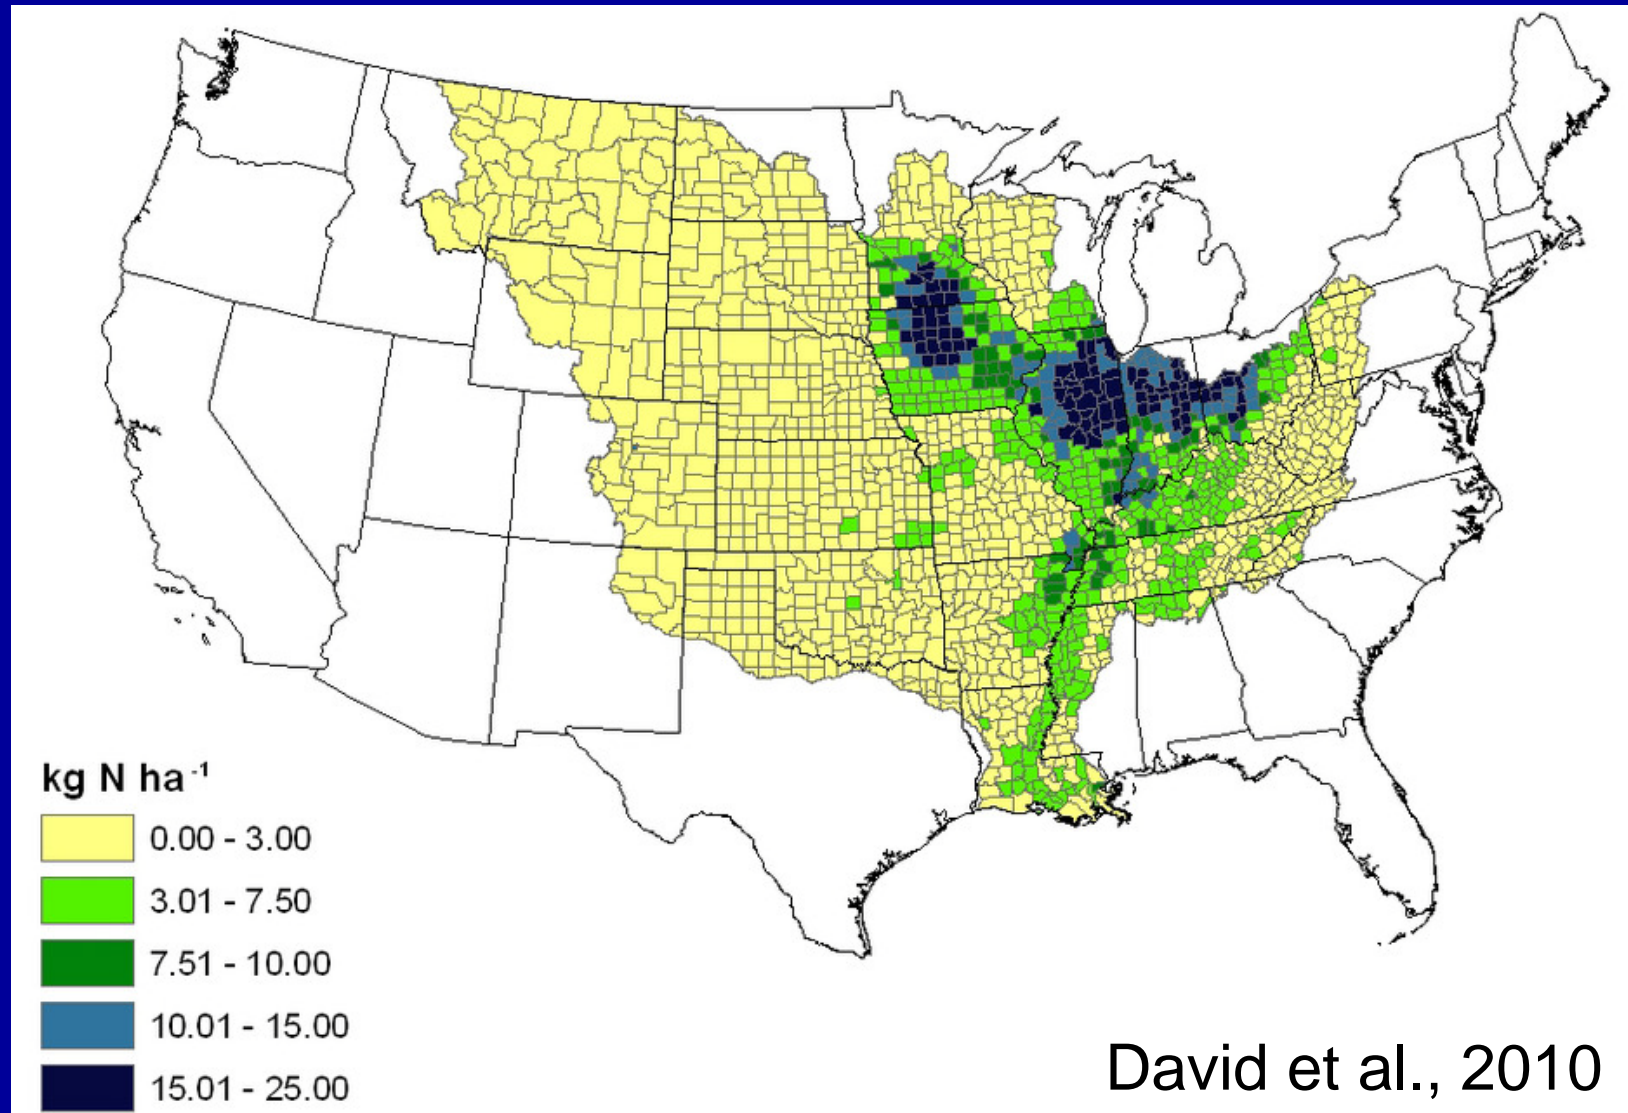 kg N ha⁻¹
0.00 - 3.00
3.01 - 7.50
7.51 - 10.00
10.01 - 15.00
15.01 - 25.00
David et al., 2010